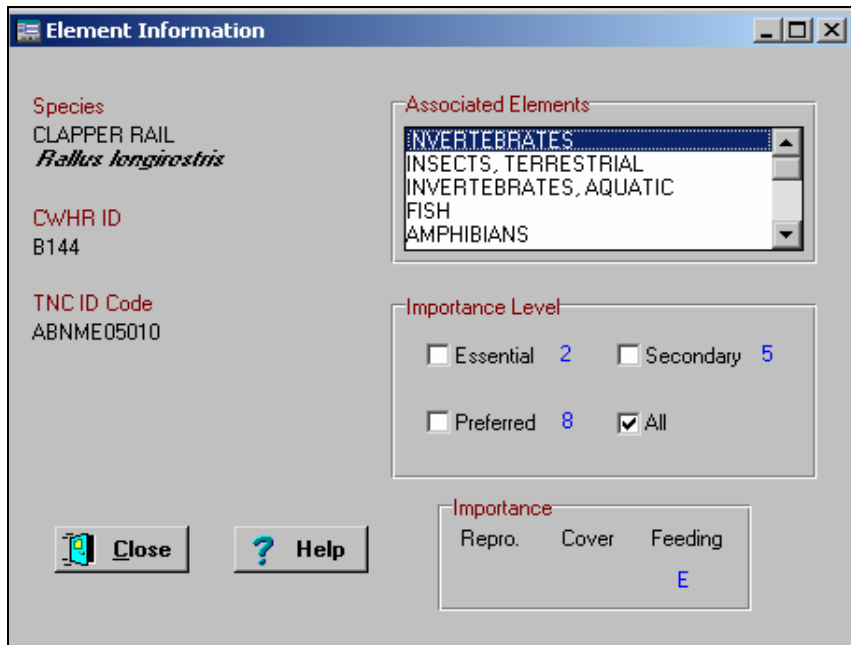 Element Information
Species
CLAPPER RAIL
Rallus longirostris
CWHR ID
B144
TNC ID Code
ABNME05010
Associated Elements
INVERTEBRATES
INSECTS, TERRESTRIAL
INVERTEBRATES, AQUATIC
FISH
AMPHIBIANS
Importance Level
Essential 2 Secondary 5
Preferred 8 All
Importance
Repro. Cover Feeding
E
Close ? Help